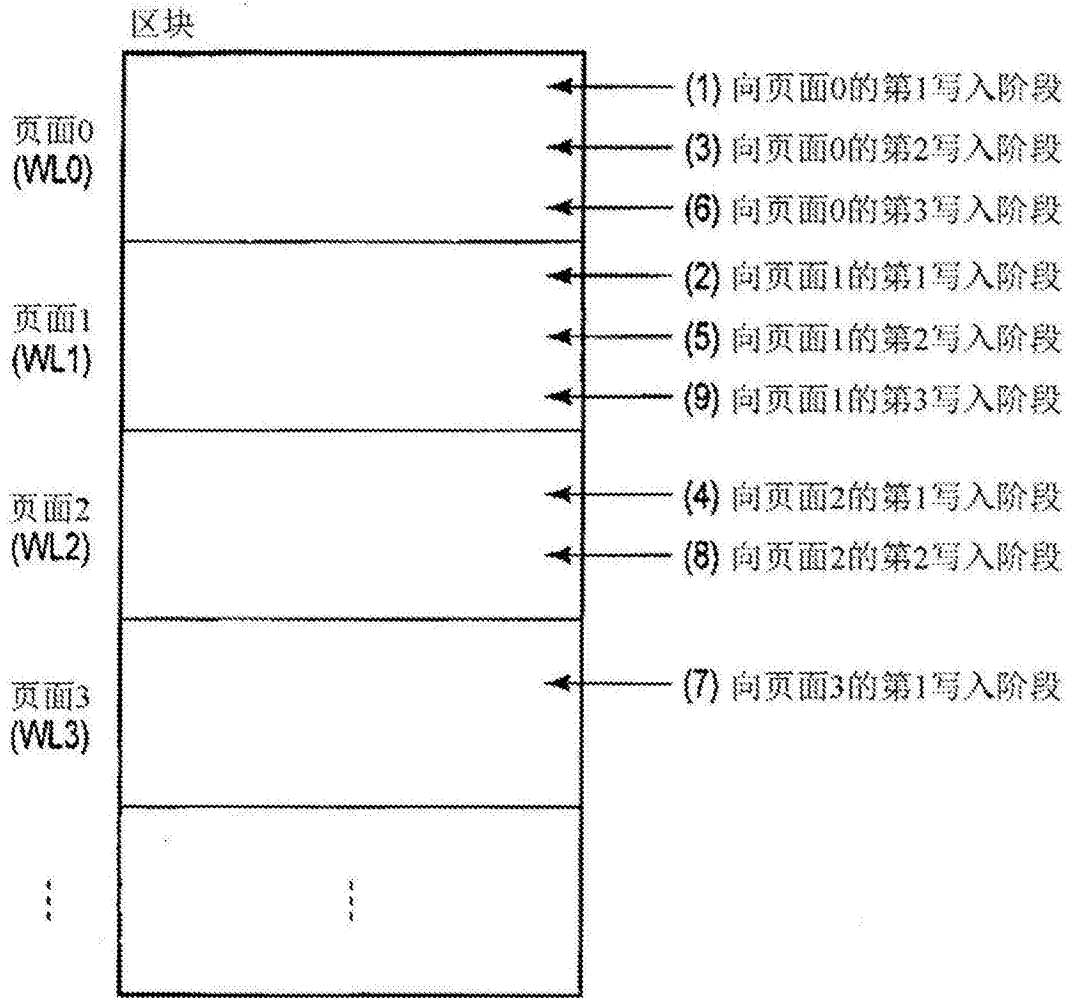 区块
页面0
(WL0)
(1) 向页面0的第1写入阶段
(3) 向页面0的第2写入阶段
(6) 向页面0的第3写入阶段
页面1
(WL1)
(2) 向页面1的第1写入阶段
(5) 向页面1的第2写入阶段
(9) 向页面1的第3写入阶段
页面2
(WL2)
(4) 向页面2的第1写入阶段
(8) 向页面2的第2写入阶段
页面3
(WL3)
(7) 向页面3的第1写入阶段